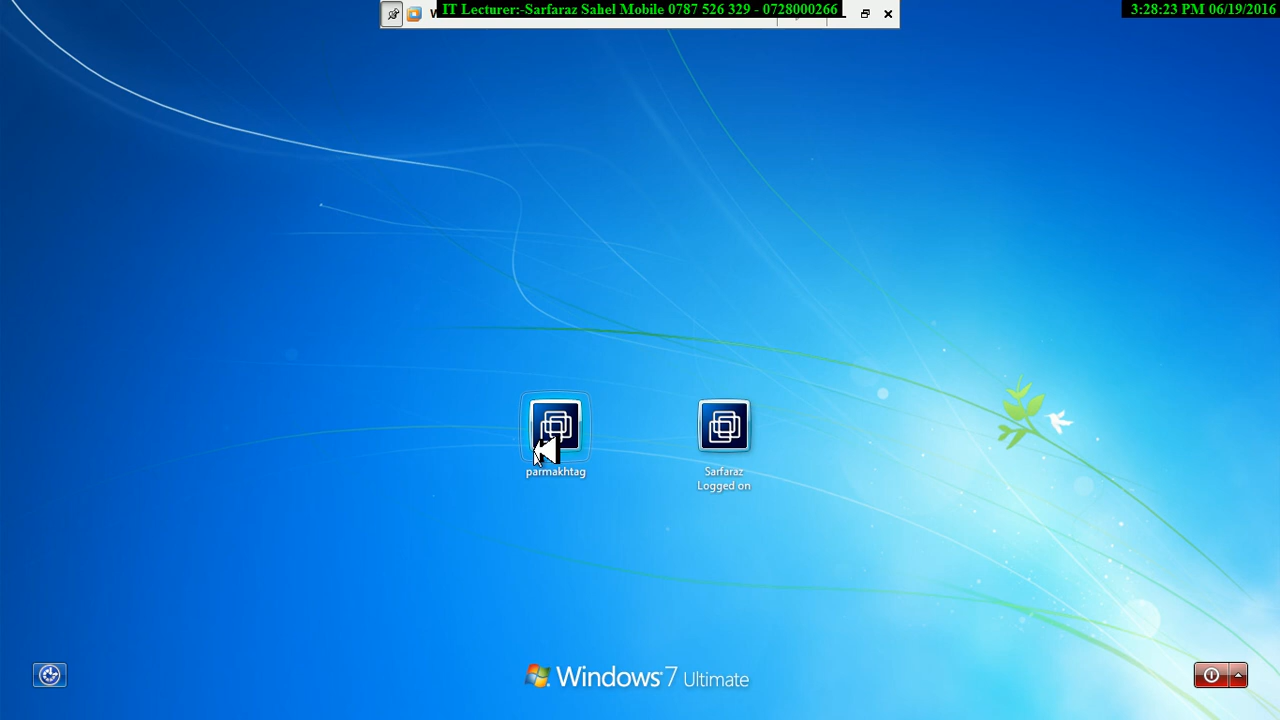 IT Lecturer:-Sarfaraz Sahel Mobile 0787 526 329 - 0728000266
3:28:23 PM 06/19/2016
parmakhtag
Sarfaraz
Logged on
Windows 7 Ultimate